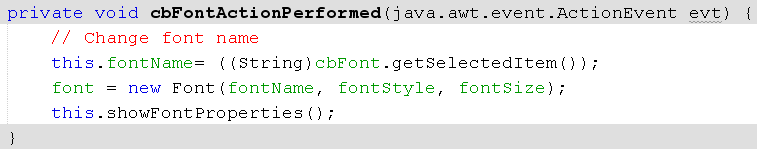 private void cbFontActionPerformed(java.awt.event.ActionEvent evt) {
// Change font name
this.fontName= ((String)cbFont.getSelectedItem());
font = new Font(fontName, fontStyle, fontSize);
this.showFontProperties();
}